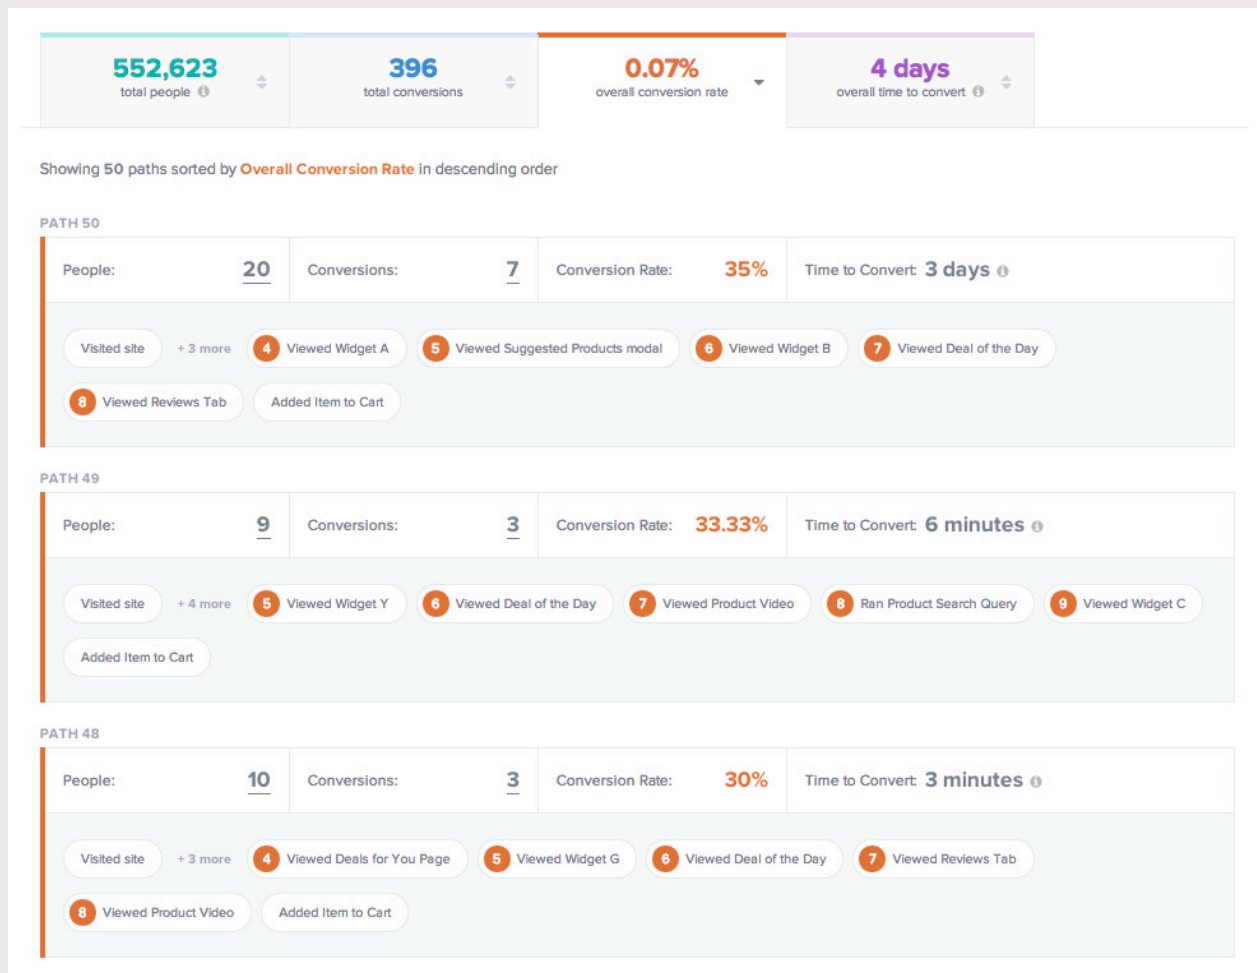 552,623 396 0.07% 4 days
total people total conversions overall conversion rate overall time to convert
Showing 50 paths sorted by Overall Conversion Rate in descending order
PATH 50
People: 20 Conversions: 7 Conversion Rate: 35% Time to Convert: 3 days
Visited site + 3 more 4 Viewed Widget A 5 Viewed Suggested Products modal 6 Viewed Widget B 7 Viewed Deal of the Day
8 Viewed Reviews Tab Added Item to Cart
PATH 49
People: 9 Conversions: 3 Conversion Rate: 33.33% Time to Convert: 6 minutes
Visited site + 4 more 5 Viewed Widget Y 6 Viewed Deal of the Day 7 Viewed Product Video 8 Ran Product Search Query 9 Viewed Widget C
Added Item to Cart
PATH 48
People: 10 Conversions: 3 Conversion Rate: 30% Time to Convert: 3 minutes
Visited site + 3 more 4 Viewed Deals for You Page 5 Viewed Widget G 6 Viewed Deal of the Day 7 Viewed Reviews Tab
8 Viewed Product Video Added Item to Cart